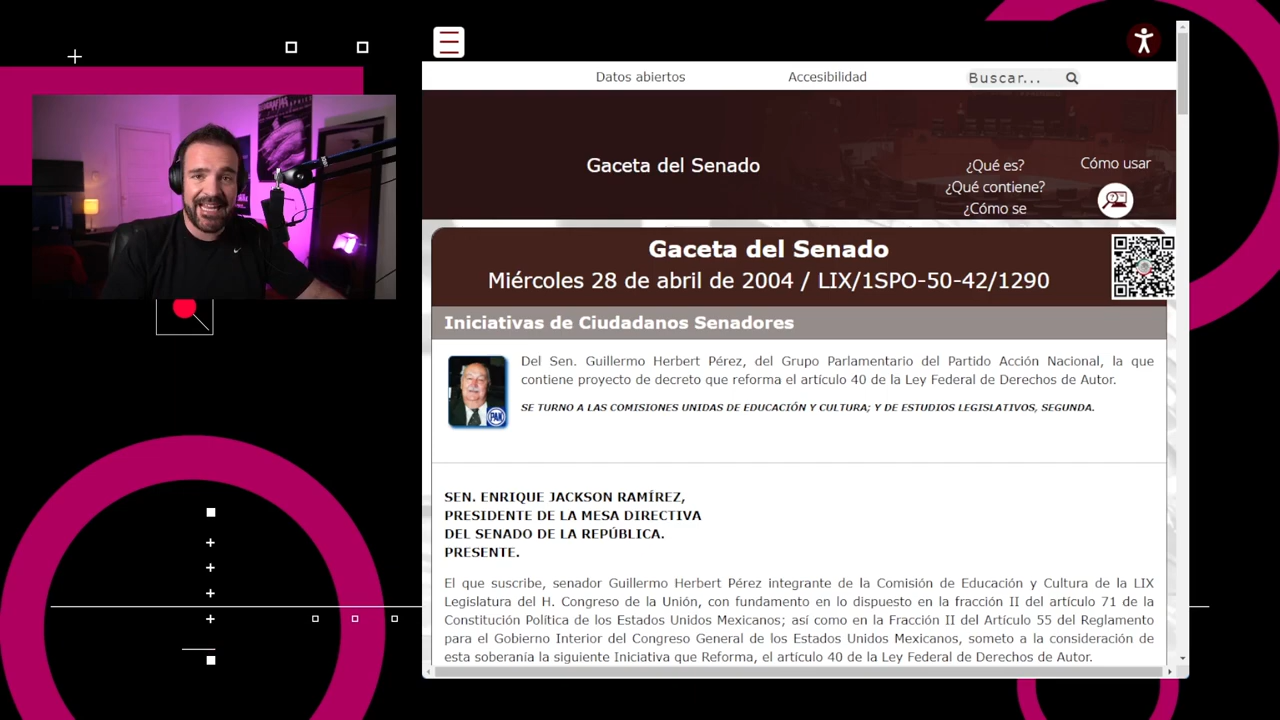 Datos abiertos
Accesibilidad
Buscar...
Gaceta del Senado
¿Qué es?
¿Qué contiene?
¿Cómo se
Cómo usar
Gaceta del Senado
Miércoles 28 de abril de 2004 / LIX/1SPO-50-42/1290
Iniciativas de Ciudadanos Senadores
Del Sen. Guillermo Herbert Pérez, del Grupo Parlamentario del Partido Acción Nacional, la que
contiene proyecto de decreto que reforma el artículo 40 de la Ley Federal de Derechos de Autor.
SE TURNO A LAS COMISIONES UNIDAS DE EDUCACIÓN Y CULTURA; Y DE ESTUDIOS LEGISLATIVOS, SEGUNDA.
PAN
SEN. ENRIQUE JACKSON RAMÍREZ,
PRESIDENTE DE LA MESA DIRECTIVA
DEL SENADO DE LA REPÚBLICA.
PRESENTE.
El que suscribe, senador Guillermo Herbert Pérez integrante de la Comisión de Educación y Cultura de la LIX
Legislatura del H. Congreso de la Unión, con fundamento en lo dispuesto en la fracción II del artículo 71 de la
Constitución Política de los Estados Unidos Mexicanos; así como en la Fracción II del Artículo 55 del Reglamento
para el Gobierno Interior del Congreso General de los Estados Unidos Mexicanos, someto a la consideración de
esta soberanía la siguiente Iniciativa que Reforma, el artículo 40 de la Ley Federal de Derechos de Autor.